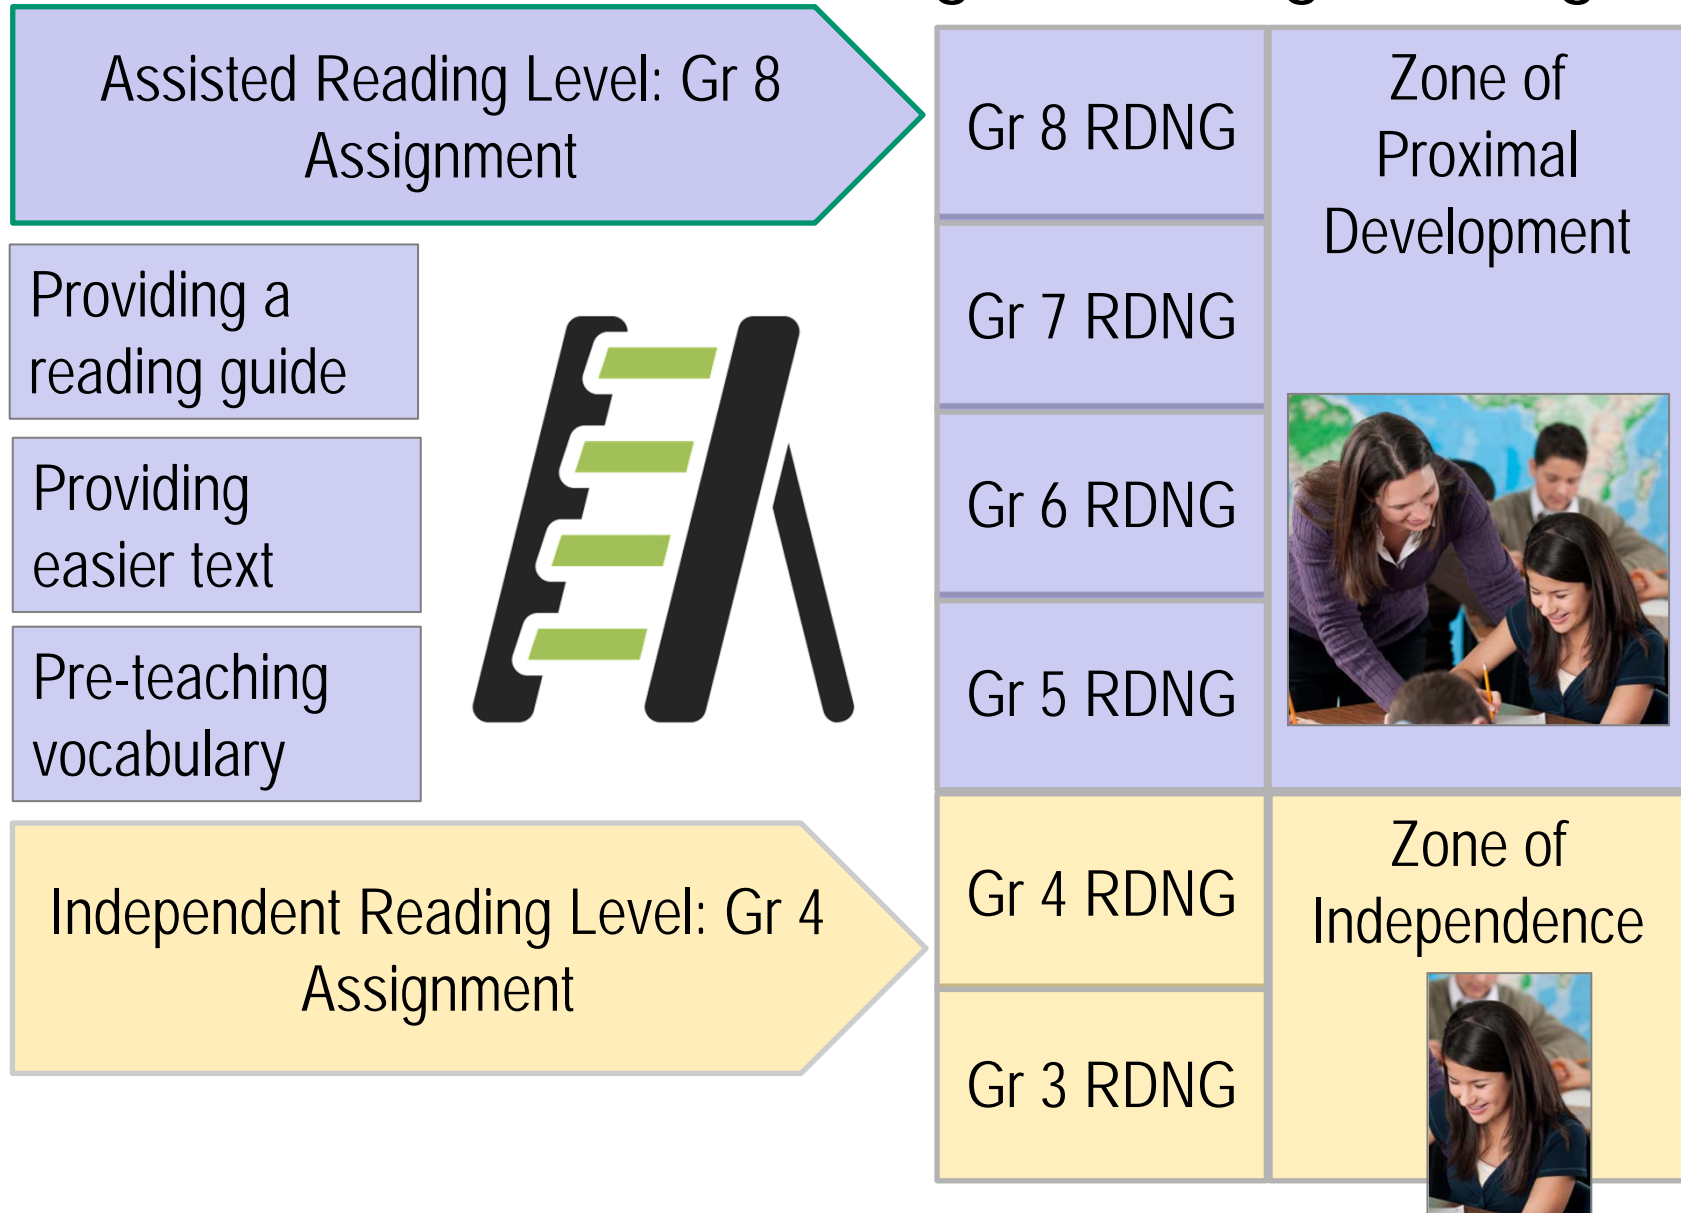 Assisted Reading Level: Gr 8
Assignment
Providing a
reading guide
Providing
easier text
Pre-teaching
vocabulary
Independent Reading Level: Gr 4
Assignment
Gr 8 RDNG
Gr 7 RDNG
Gr 6 RDNG
Gr 5 RDNG
Gr 4 RDNG
Gr 3 RDNG
Zone of
Proximal
Development
Zone of
Independence